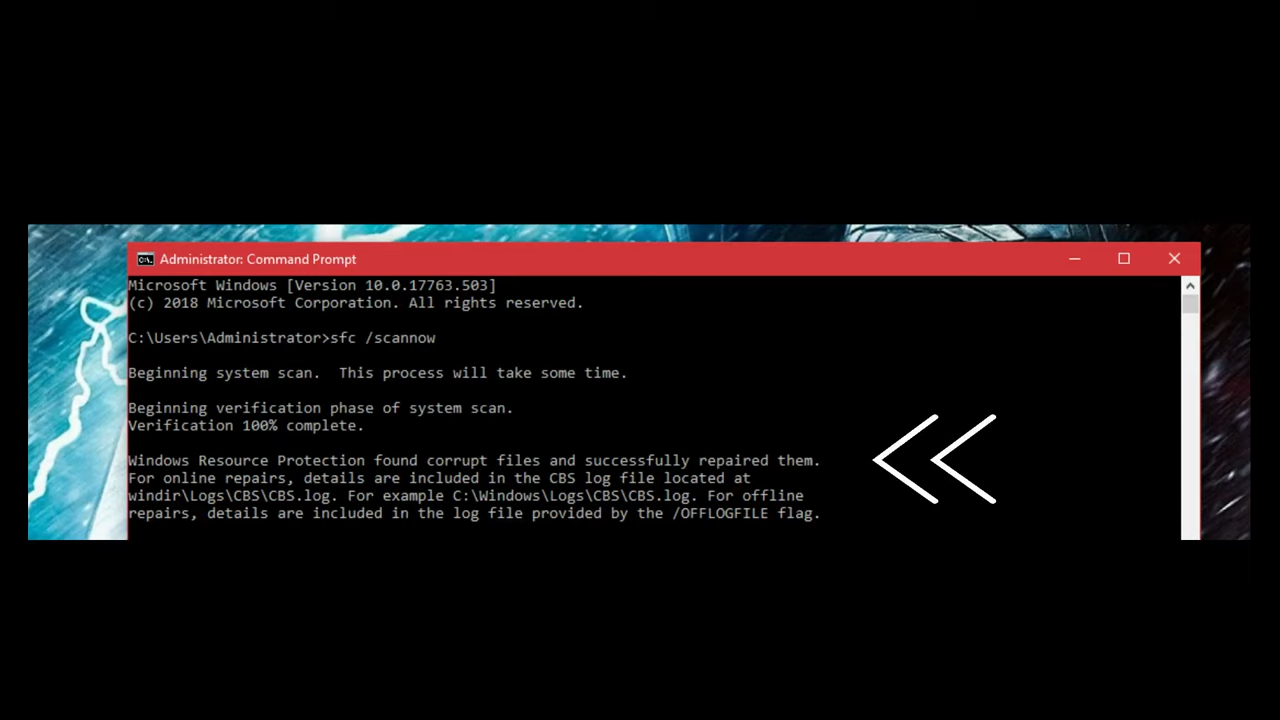 Administrator: Command Prompt
Microsoft Windows [Version 10.0.17763.503]
(c) 2018 Microsoft Corporation. All rights reserved.
C:\Users\Administrator>sfc /scannow
Beginning system scan.  This process will take some time.
Beginning verification phase of system scan.
Verification 100% complete.
Windows Resource Protection found corrupt files and successfully repaired them.
For online repairs, details are included in the CBS log file located at
windir\Logs\CBS\CBS.log. For example C:\Windows\Logs\CBS\CBS.log. For offline
repairs, details are included in the log file provided by the /OFFLOGFILE flag.